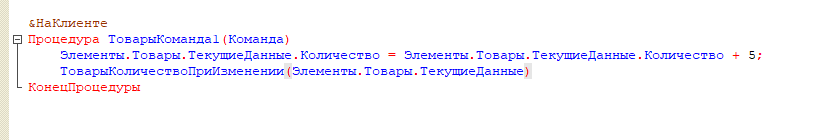 &НаКлиенте
Процедура ТоварыКоманда1(Команда)
Элементы.Товары.ТекущиеДанные.Количество = Элементы.Товары.ТекущиеДанные.Количество + 5;
ТоварыКоличествоПриИзменении(Элементы.Товары.ТекущиеДанные)
КонецПроцедуры